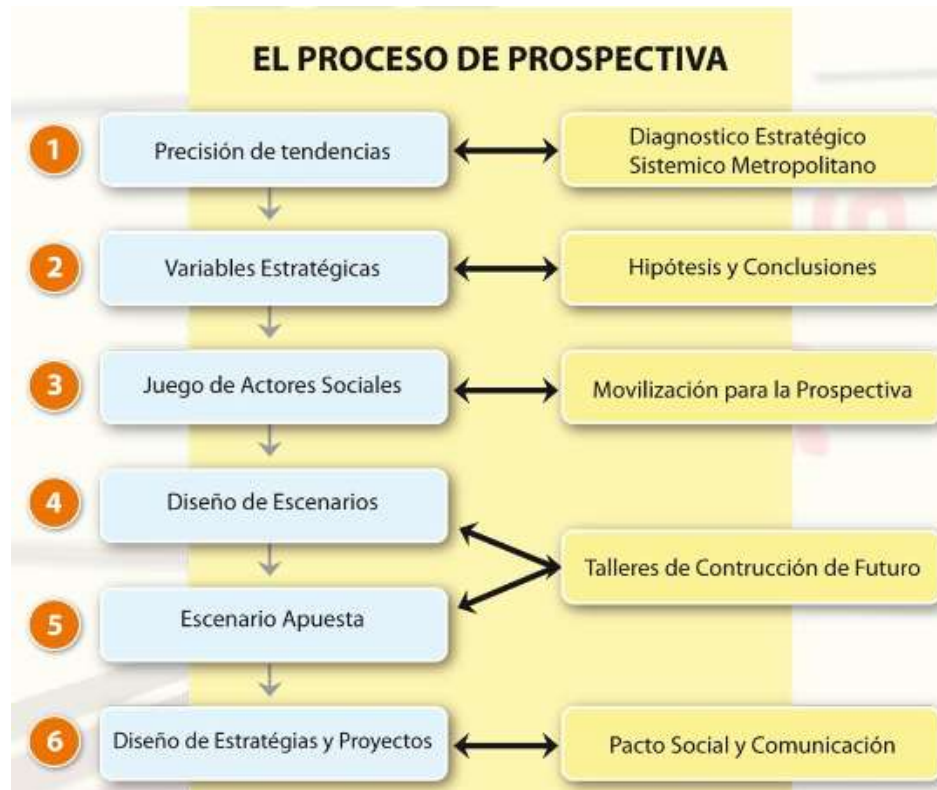 EL PROCESO DE PROSPECTIVA
1
Precisión de tendencias
Diagnostico Estratégico
Sistemico Metropolitano
2
Variables Estratégicas
Hipótesis y Conclusiones
3
Juego de Actores Sociales
Movilización para la Prospectiva
4
Diseño de Escenarios
Talleres de Contrucción de Futuro
5
Escenario Apuesta
6
Diseño de Estratégias y Proyectos
Pacto Social y Comunicación